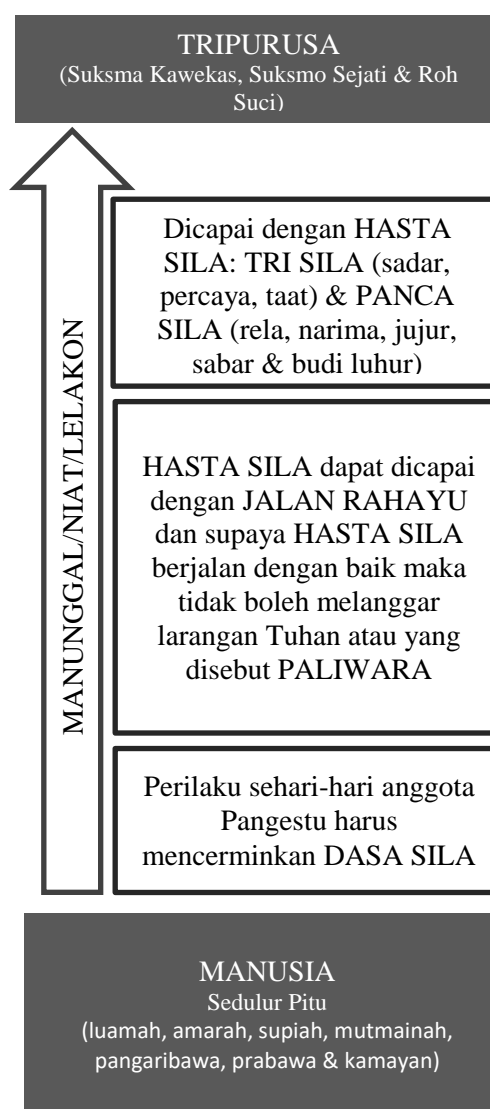 TRIPURUSA
(Suksma Kawekas, Suksmo Sejati & Roh
Suci)
MANUNGGAL/NIAT/LELAKON
Dicapai dengan HASTA
SILA: TRI SILA (sadar,
percaya, taat) & PANCA
SILA (rela, narima, jujur,
sabar & budi luhur)
HASTA SILA dapat dicapai
dengan JALAN RAHAYU
dan supaya HASTA SILA
berjalan dengan baik maka
tidak boleh melanggar
larangan Tuhan atau yang
disebut PALIWARA
Perilaku sehari-hari anggota
Pangestu harus
mencerminkan DASA SILA
MANUSIA
Sedulur Pitu
(luamah, amarah, supiah, mutmainah,
pangaribawa, prabawa & kamayan)